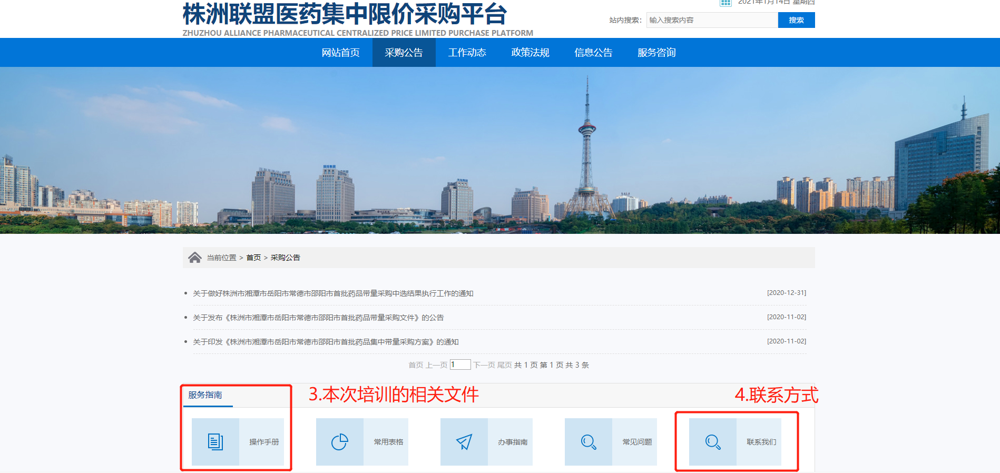 2021年1月14日 星期四
株洲联盟医药集中限价采购平台
ZHUZHOU ALLIANCE PHARMACEUTICAL CENTRALIZED PRICE LIMITED PURCHASE PLATFORM
站内搜索： 输入搜索内容 搜索
网站首页 采购公告 工作动态 政策法规 信息公告 服务咨询
当前位置 > 首页 > 采购公告
关于做好株洲市湘潭市岳阳市常德市邵阳市首批药品带量采购中选结果执行工作的通知 [2020-12-31]
关于发布《株洲市湘潭市岳阳市常德市邵阳市首批药品带量采购文件》的公告 [2020-11-02]
关于印发《株洲市湘潭市岳阳市常德市邵阳市首批药品集中带量采购方案》的通知 [2020-11-02]
首页 上一页 1 下一页 尾页 共 1 页 第 1 页 共 3 条
服务指南 3.本次培训的相关文件 4.联系方式
操作手册 常用表格 办事指南 常见问题 联系我们